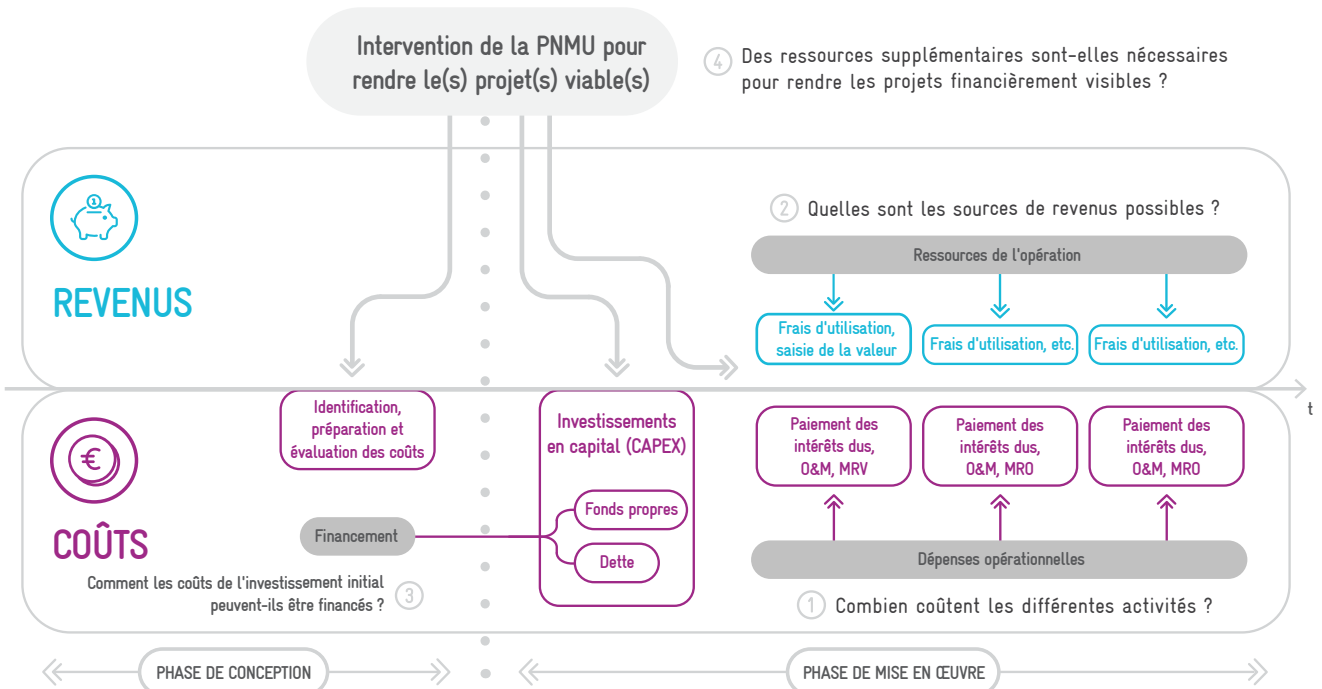 Intervention de la PNMU pour
rendre le(s) projet(s) viable(s)
4 Des ressources supplémentaires sont-elles nécessaires
pour rendre les projets financièrement visibles ?
1
REVENUS
2 Quelles sont les sources de revenus possibles ?
Ressources de l'opération
Frais d'utilisation,
saisie de la valeur
Frais d'utilisation, etc.
Frais d'utilisation, etc.
t
€
COÛTS
Identification,
préparation et
évaluation des coûts
Investissements
en capital (CAPEX)
Paiement des
intérêts dus,
O&M, MRV
Paiement des
intérêts dus,
O&M, MRO
Paiement des
intérêts dus,
O&M, MRO
Financement
Fonds propres
Dette
Dépenses opérationnelles
Comment les coûts de l'investissement initial
peuvent-ils être financés ? 3
1 Combien coûtent les différentes activités ?
PHASE DE CONCEPTION
PHASE DE MISE EN ŒUVRE